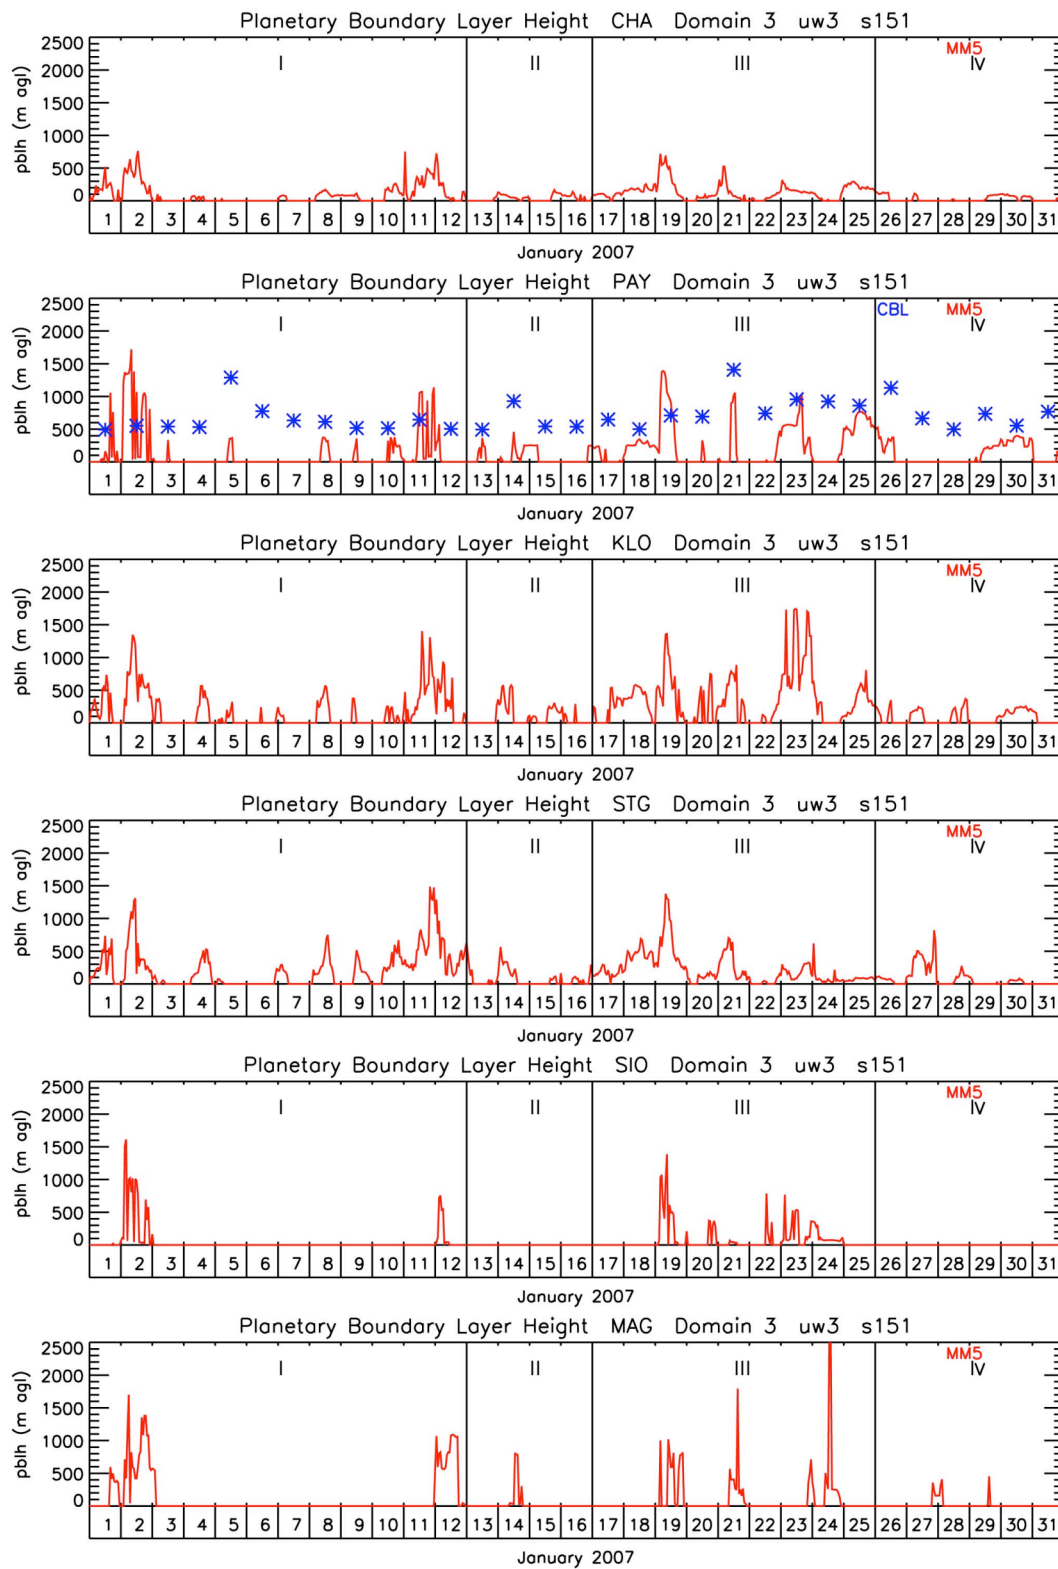 Planetary Boundary Layer Height CHA Domain 3 uw3 s151
2500 I II III MM5 IV
2000
1500
pblh (m agl)
1000
500
0
1 2 3 4 5 6 7 8 9 10 11 12 13 14 15 16 17 18 19 20 21 22 23 24 25 26 27 28 29 30 31
January 2007
Planetary Boundary Layer Height PAY Domain 3 uw3 s151
2500 I II III CBL MM5 IV
2000
1500
pblh (m agl)
1000
500
0
1 2 3 4 5 6 7 8 9 10 11 12 13 14 15 16 17 18 19 20 21 22 23 24 25 26 27 28 29 30 31
January 2007
Planetary Boundary Layer Height KLO Domain 3 uw3 s151
2500 I II III MM5 IV
2000
1500
pblh (m agl)
1000
500
0
1 2 3 4 5 6 7 8 9 10 11 12 13 14 15 16 17 18 19 20 21 22 23 24 25 26 27 28 29 30 31
January 2007
Planetary Boundary Layer Height STG Domain 3 uw3 s151
2500 I II III MM5 IV
2000
1500
pblh (m agl)
1000
500
0
1 2 3 4 5 6 7 8 9 10 11 12 13 14 15 16 17 18 19 20 21 22 23 24 25 26 27 28 29 30 31
January 2007
Planetary Boundary Layer Height SIO Domain 3 uw3 s151
2500 I II III MM5 IV
2000
1500
pblh (m agl)
1000
500
0
1 2 3 4 5 6 7 8 9 10 11 12 13 14 15 16 17 18 19 20 21 22 23 24 25 26 27 28 29 30 31
January 2007
Planetary Boundary Layer Height MAG Domain 3 uw3 s151
2500 I II III MM5 IV
2000
1500
pblh (m agl)
1000
500
0
1 2 3 4 5 6 7 8 9 10 11 12 13 14 15 16 17 18 19 20 21 22 23 24 25 26 27 28 29 30 31
January 2007